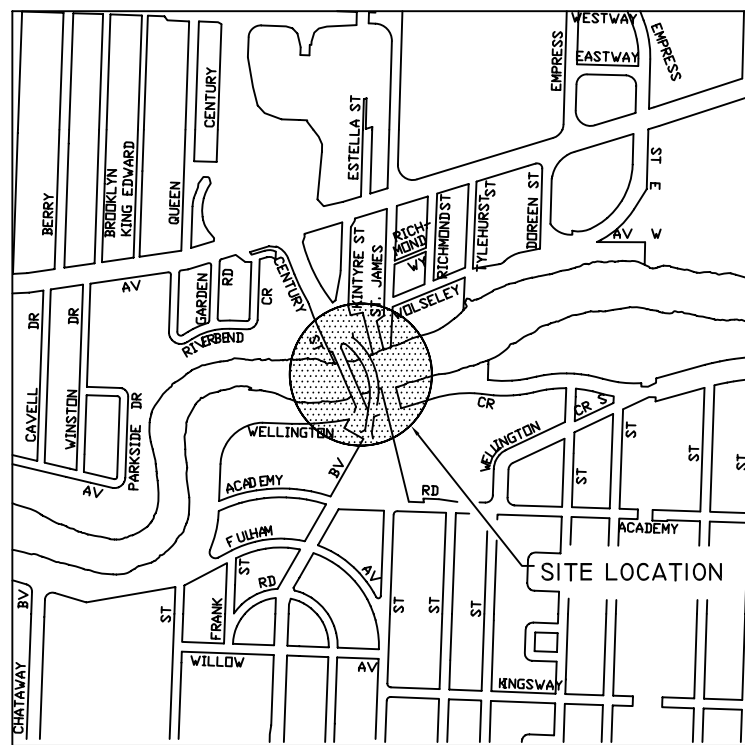 WESTWAY
EMPRESS
EASTWAY
EMPRESS
CENTURY
ESTELLA ST
BERRY
BROOKLYN
KING EDWARD
QUEEN
ST E
AV W
KINTYRE ST
ST. JAMES
RICH-
MOND
WY
RICHMOND ST
TYLEHURST ST
DOREEN ST
AV
GARDEN
RD
CR
CENTURY
ST
RIVERBEND
WOLSELEY
CAVELL
DR
WINSTON
DR
PARKSIDE DR
AV
WELLINGTON
BV
CR
WELLINGTON
CR S
ST
ST
ST
ST
ACADEMY
RD
ACADEMY
FULHAM
ST
RD
AV
SITE LOCATION
BV
CHATAWAY
ST
FRANK
WILLOW
AV
ST
ST
ST
KINGSWAY